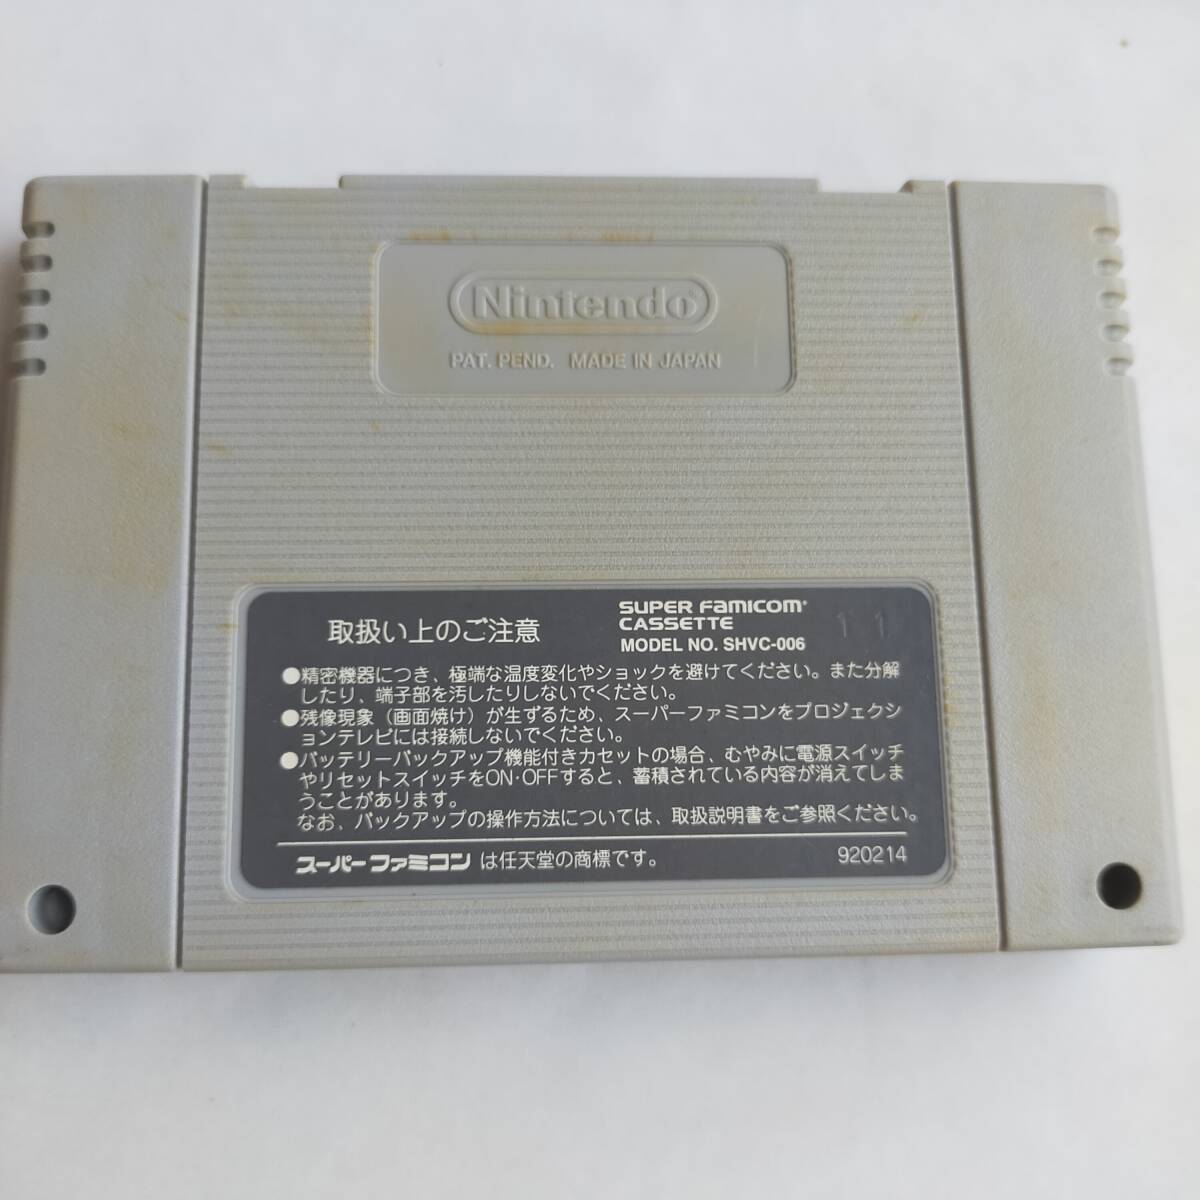 Nintendo
PAT. PEND. MADE IN JAPAN
取扱い上のご注意
SUPER FAMICOM
CASSETTE
MODEL NO. SHVC-006
11
●精密機器につき、極端な温度変化やショックを避けてください。また分解
したり、端子部を汚したりしないでください。
●残像現象(画面焼け)が生ずるため、スーパーファミコンをプロジェクシ
ョンテレビには接続しないでください。
●バッテリーバックアップ機能付きカセットの場合、むやみに電源スイッチ
やリセットスイッチをON・OFFすると、蓄積されている内容が消えてしま
うことがあります。
なお、バックアップの操作方法については、取扱説明書をご参照ください。
スーパーファミコン は任天堂の商標です。
920214